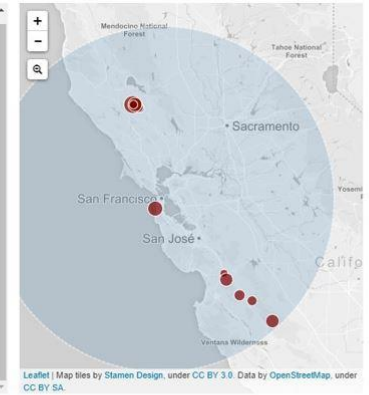 +
−
Mendocino National
Forest
Tahoe National
Forest
Sacramento
San Francisco
Yosemi
San José
Califo
Ventana Wilderness
Leaflet | Map tiles by Stamen Design, under CC BY 3.0. Data by OpenStreetMap, under
CC BY SA.